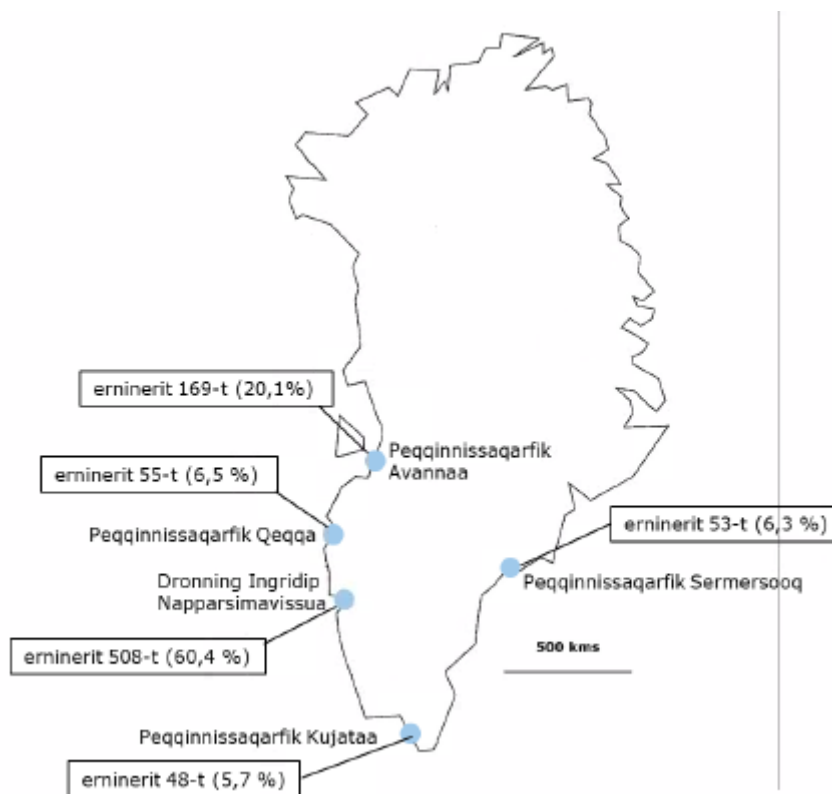 erninerit 169-t (20,1%)
Peqqinnissaqarfik
Avannaa
erninerit 55-t (6,5 %)
Peqqinnissaqarfik Qeqqa
erninerit 53-t (6,3 %)
Peqqinnissaqarfik Sermersooq
Dronning Ingridip
Napparsimavissua
erninerit 508-t (60,4 %)
500 kms
Peqqinnissaqarfik Kujataa
erninerit 48-t (5,7 %)